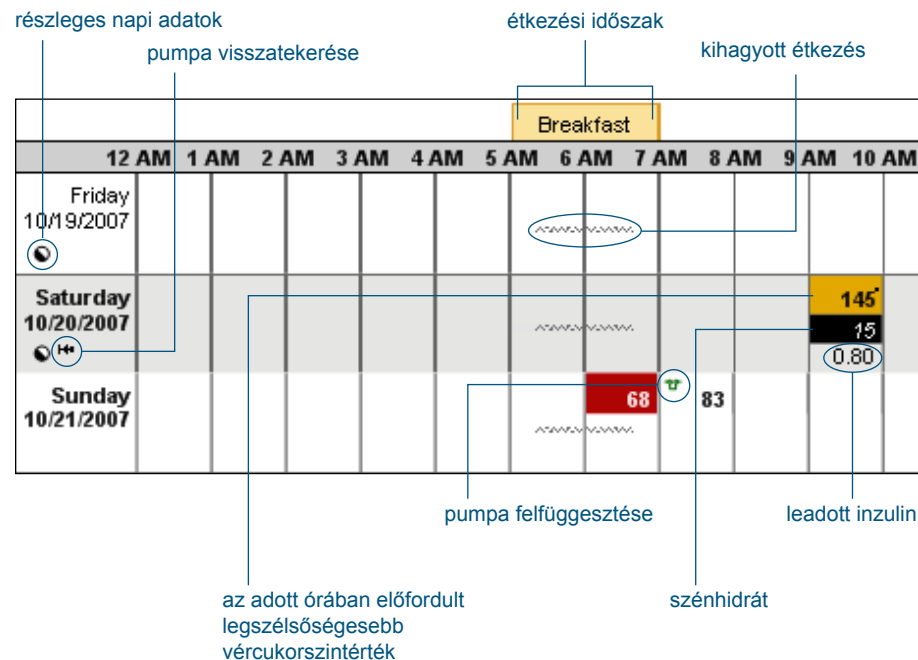 részleges napi adatok
étkezési időszak
pumpa visszatekerése
kihagyott étkezés
Breakfast
12 AM 1 AM 2 AM 3 AM 4 AM 5 AM 6 AM 7 AM 8 AM 9 AM 10 AM
Friday
10/19/2007
Saturday
10/20/2007
145
15
0.80
Sunday
10/21/2007
68
83
pumpa felfüggesztése
leadott inzulin
az adott órában előfordult
legszélsőségesebb
vércukorszintérték
szénhidrát